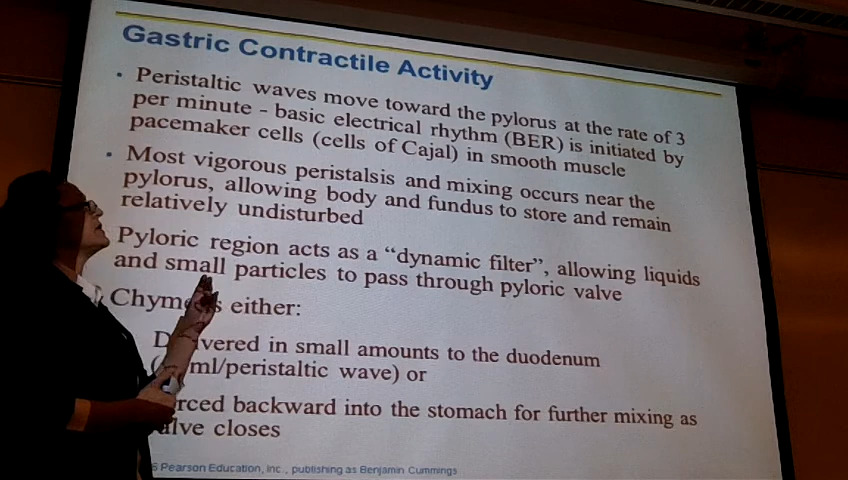 Gastric Contractile Activity
Peristaltic waves move toward the pylorus at the rate of 3
per minute - basic electrical rhythm (BER) is initiated by
pacemaker cells (cells of Cajal) in smooth muscle
Most vigorous peristalsis and mixing occurs near the
pylorus, allowing body and fundus to store and remain
relatively undisturbed
Pyloric region acts as a “dynamic filter”, allowing liquids
and small particles to pass through pyloric valve
either:
in small amounts to the duodenum
ml/peristaltic wave) or
backward into the stomach for further mixing as
closes
Pearson Education, Inc., publishing as Benjamin Cummings